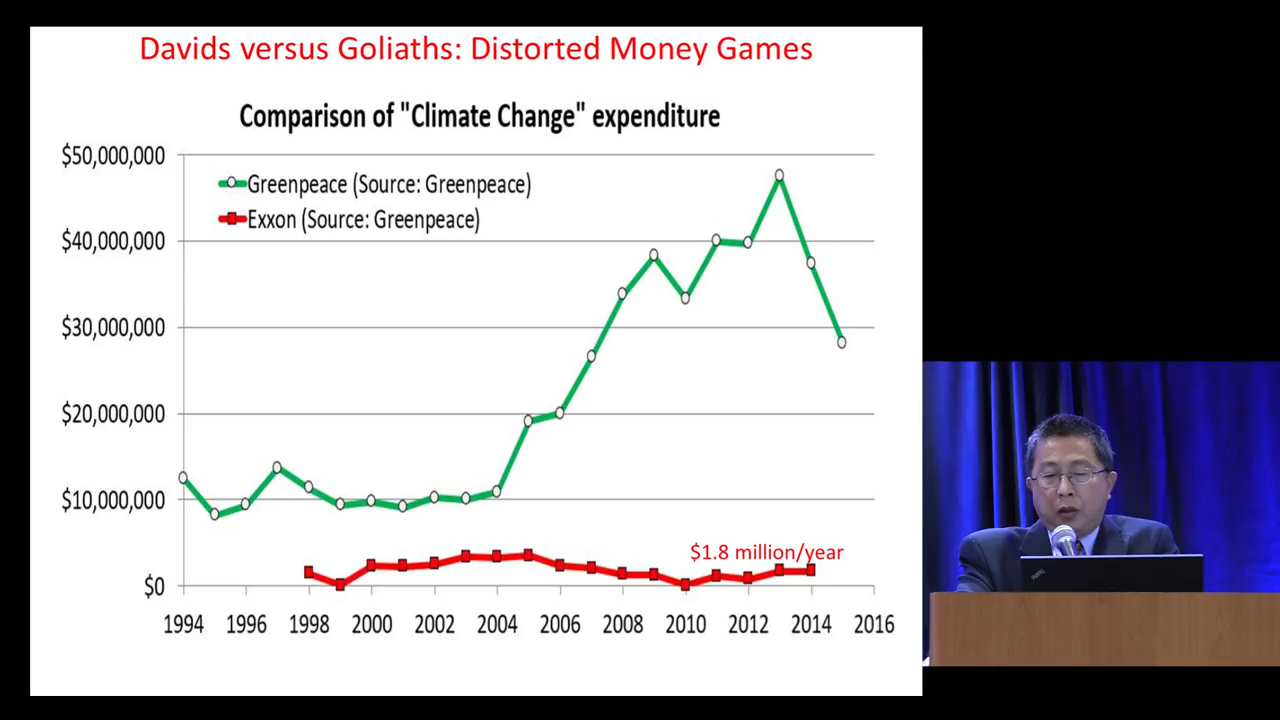 Davids versus Goliaths: Distorted Money Games
Comparison of "Climate Change" expenditure
$50,000,000
Greenpeace (Source: Greenpeace)
Exxon (Source: Greenpeace)
$40,000,000
$30,000,000
$20,000,000
$10,000,000
$1.8 million/year
$0
1994 1996 1998 2000 2002 2004 2006 2008 2010 2012 2014 2016